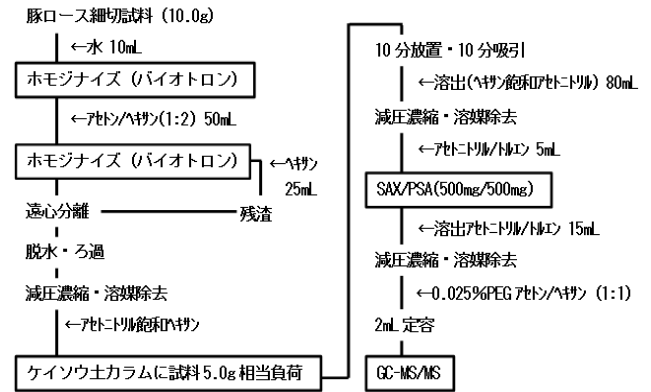 豚ロース細切試料 (10.0g)
←水 10mL
ホモジナイズ (バイオトロン)
←アセトン/ヘキサン(1:2) 50mL
ホモジナイズ (バイオトロン)
←ヘキサン
25mL
遠心分離
残渣
脱水・ろ過
減圧濃縮・溶媒除去
←アセトニトリル飽和ヘキサン
ケイソウ土カラムに試料 5.0g 相当負荷
10 分放置・10 分吸引
←溶出(ヘキサン飽和アセトニトリル) 80mL
減圧濃縮・溶媒除去
←アセトニトリル/トルエン 5mL
SAX/PSA(500mg/500mg)
←溶出アセトニトリル/トルエン 15mL
減圧濃縮・溶媒除去
←0.025%PEG アセトン/ヘキサン (1:1)
2mL 定容
GC-MS/MS